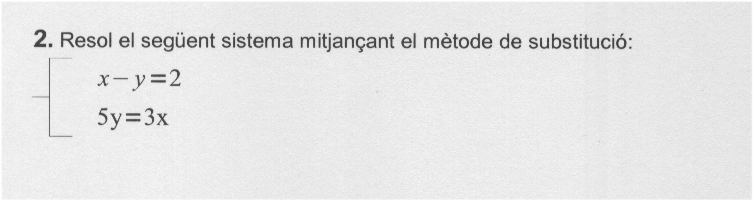 2. Resol el següent sistema mitjançant el mètode de substitució:
x−y=2
5y=3x